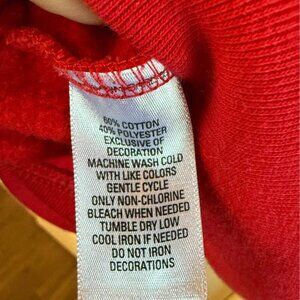 60% COTTON
40% POLYESTER
EXCLUSIVE OF
DECORATION
MACHINE WASH COLD
WITH LIKE COLORS
GENTLE CYCLE
ONLY NON-CHLORINE
BLEACH WHEN NEEDED
TUMBLE DRY LOW
COOL IRON IF NEEDED
DO NOT IRON
DECORATIONS